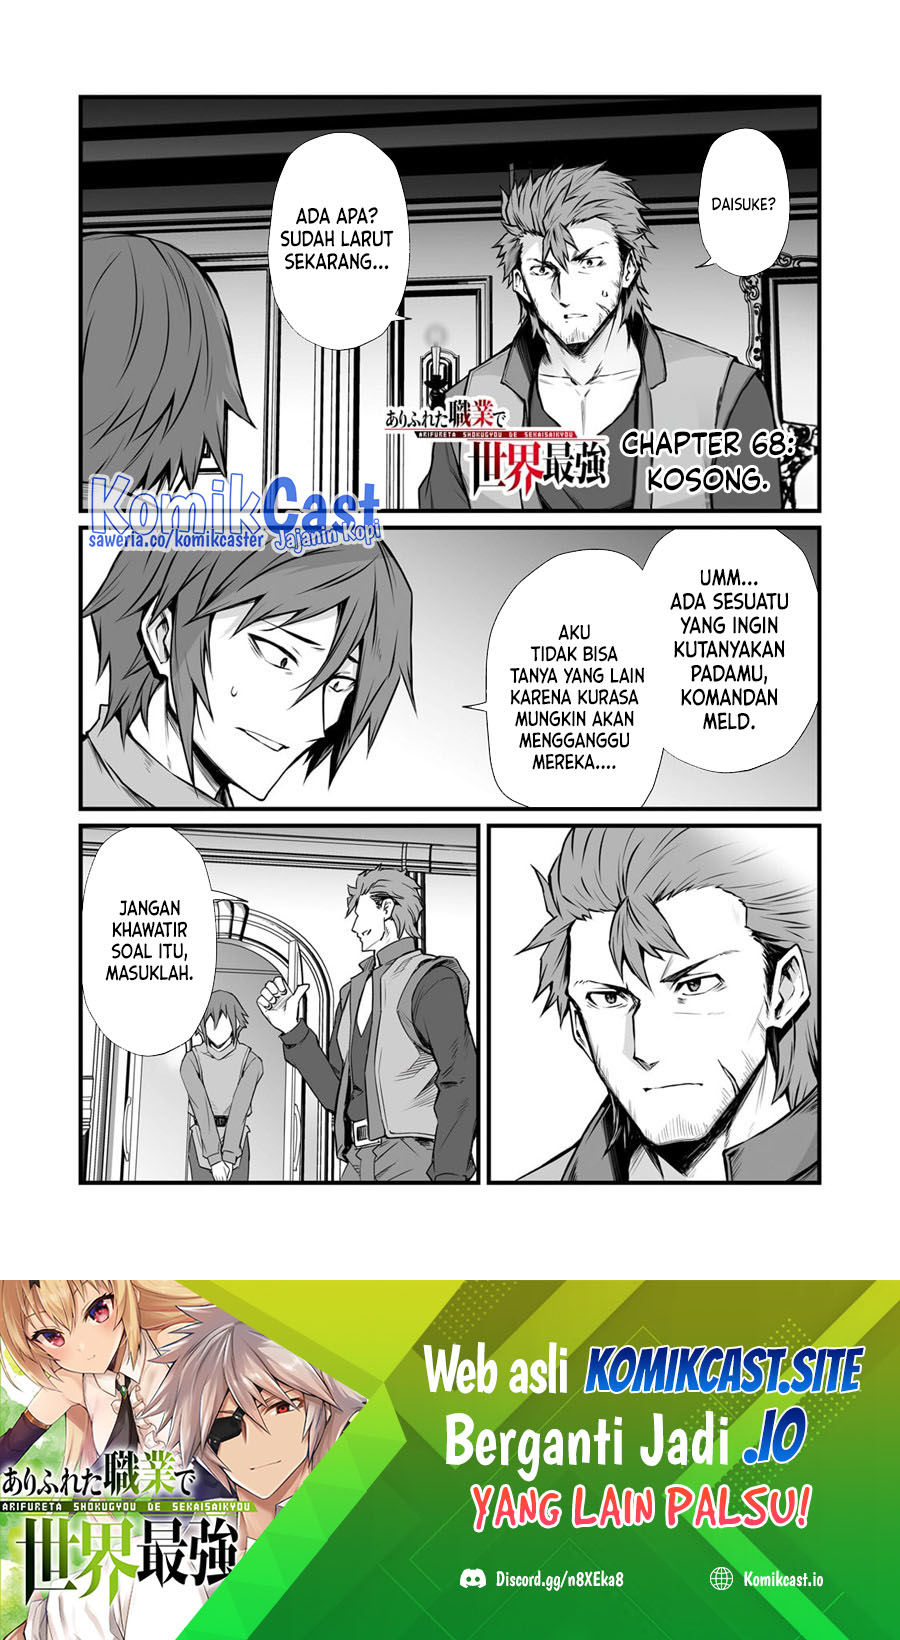 DAISUKE?
ADA APA?
SUDAH LARUT
SEKARANG...
ありふれた職業で
ARIFURETA SHOKUGYOU DE SEKAISAIKYOU
世界最強
CHAPTER 68:
KOSONG.
KomikCast
saweria.co/komikcaster Jajanin Kopi
UMM...
ADA SESUATU
YANG INGIN
KUTANYAKAN
PADAMU,
KOMANDAN
MELD.
AKU
TIDAK BISA
TANYA YANG LAIN
KARENA KURASA
MUNGKIN AKAN
MENGGANGGU
MEREKA....
JANGAN
KHAWATIR
SOAL ITU,
MASUKLAH.
ありふれた職業で
ARIFURETA SHOKUGYOU DE SEKAISAIKYOU
世界最強
Web asli KOMIKCAST.SITE
Berganti Jadi .IO
YANG LAIN PALSU!
Discord.gg/n8XEka8
Komikcast.io